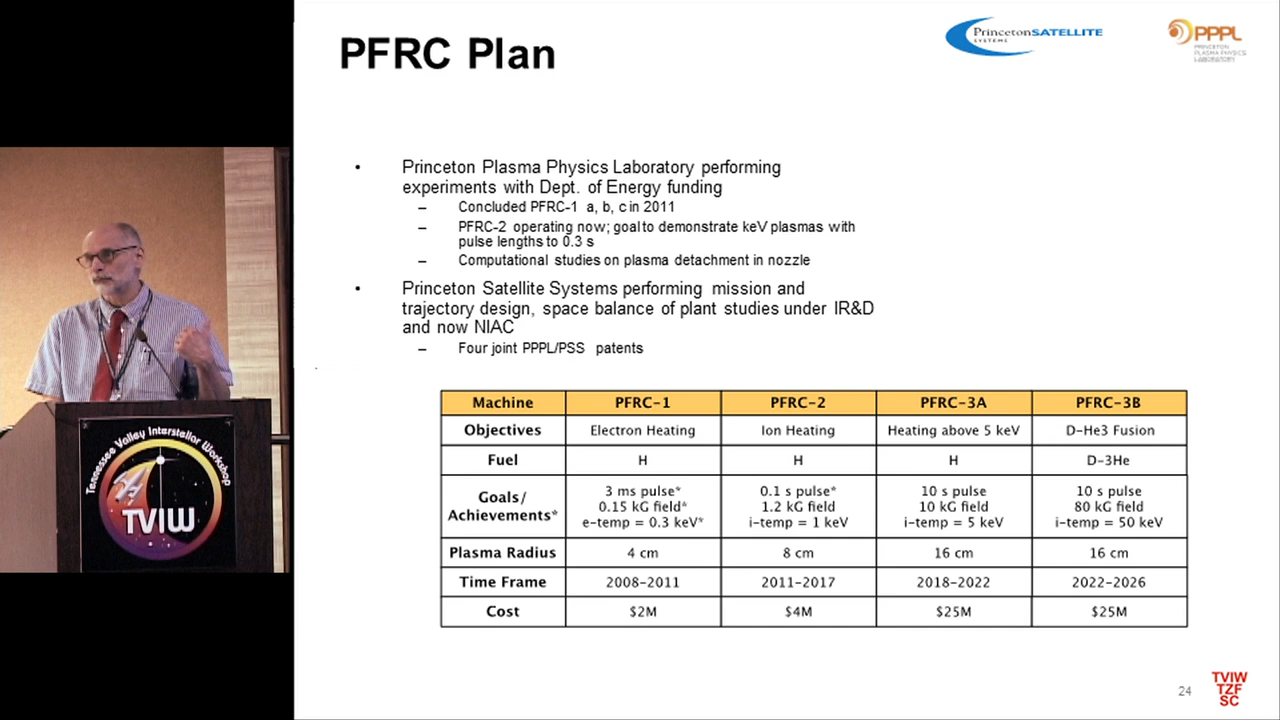 PFRC Plan
PrincetonSATELLITE
SYSTEMS
PPPL
PRINCETON
PLASMA PHYSICS
LABORATORY
• Princeton Plasma Physics Laboratory performing
experiments with Dept. of Energy funding
– Concluded PFRC-1 a, b, c in 2011
– PFRC-2 operating now; goal to demonstrate keV plasmas with
pulse lengths to 0.3 s
– Computational studies on plasma detachment in nozzle
• Princeton Satellite Systems performing mission and
trajectory design, space balance of plant studies under IR&D
and now NIAC
– Four joint PPPL/PSS patents
Machine PFRC-1 PFRC-2 PFRC-3A PFRC-3B
Objectives Electron Heating Ion Heating Heating above 5 keV D-He3 Fusion
Fuel H H H D-3He
Goals/
Achievements*
3 ms pulse* 0.1 s pulse* 10 s pulse 10 s pulse
0.15 kG field* 1.2 kG field 10 kG field 80 kG field
e-temp = 0.3 keV* i-temp = 1 keV i-temp = 5 keV i-temp = 50 keV
Plasma Radius 4 cm 8 cm 16 cm 16 cm
Time Frame 2008-2011 2011-2017 2018-2022 2022-2026
Cost $2M $4M $25M $25M
Tennessee Valley Interstellar Workshop
TVIW
24
TVIW
TZF
SC